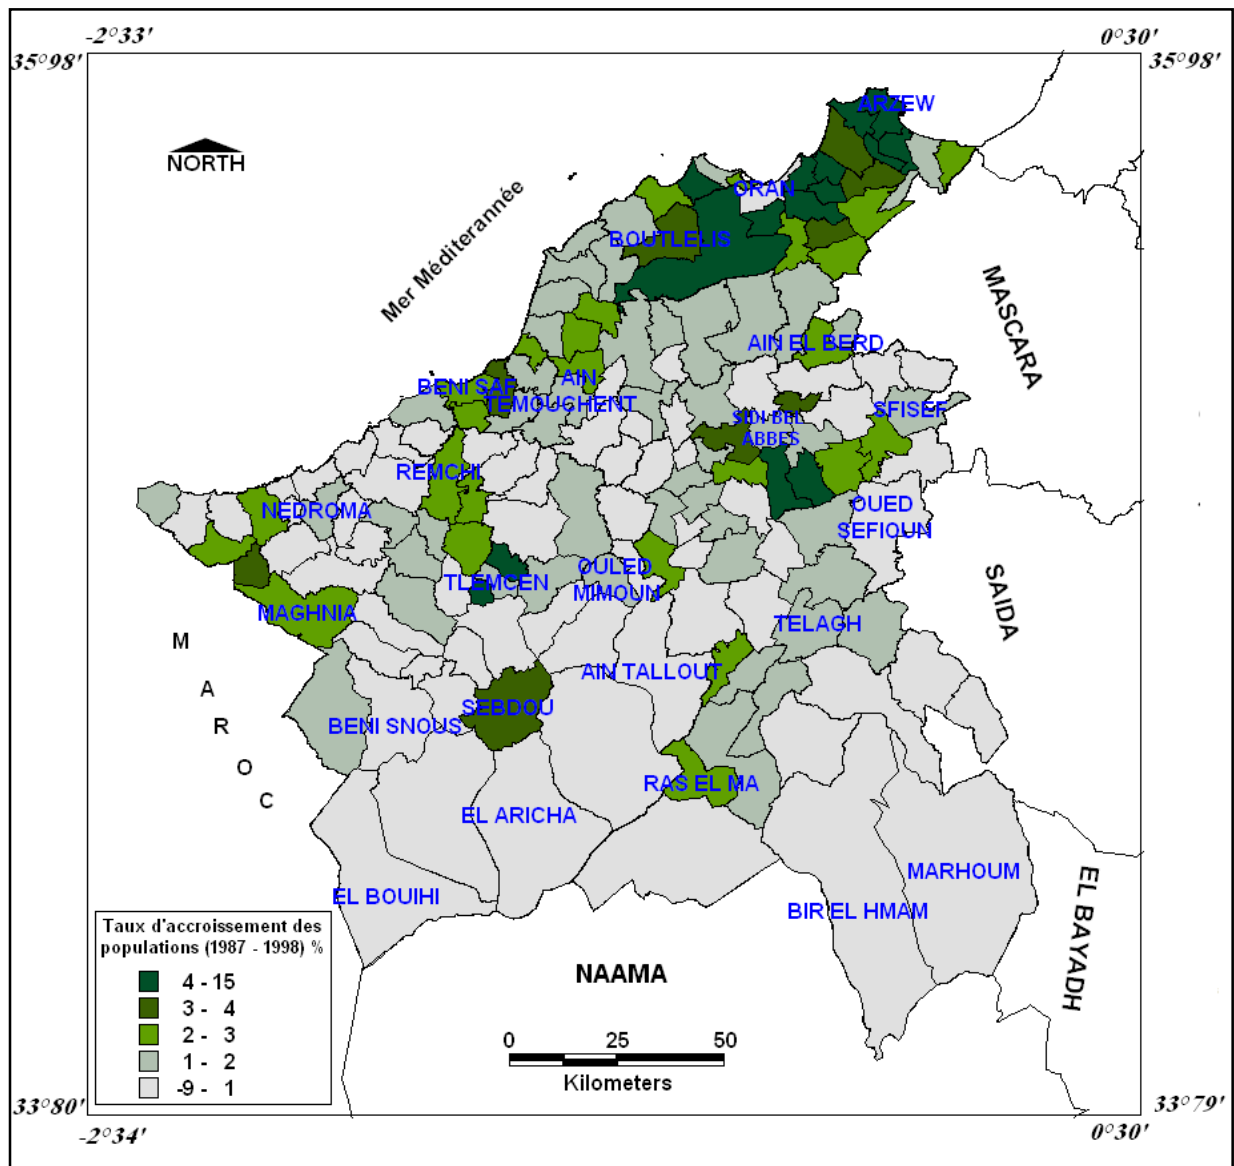 -2°33'
0°30'
35°98'
35°98'
ARZEW
NORTH
ORAN
Mer Méditerannée
BOUTLELIS
MASCARA
AIN EL BERD
BENI SAF
AIN
TEMOUCHENT
SFISEF
SIDI BEL
ABBES
REMCHI
NEDROMA
OUED
SEFIOUN
OULED
MIMOUN
TLEMCEN
SAIDA
MAGHNIA
TELAGH
M
A
R
O
C
AIN TALLOUT
SEBDOU
BENI SNOUS
RAS EL MA
EL ARICHA
MARHOUM
EL BOUIHI
BIR EL HMAM
EL BAYADH
NAAMA
Taux d'accroissement des
populations (1987 - 1998) %
4 - 15
3 - 4
2 - 3
1 - 2
-9 - 1
0 25 50
Kilometers
33°80'
33°79'
-2°34'
0°30'